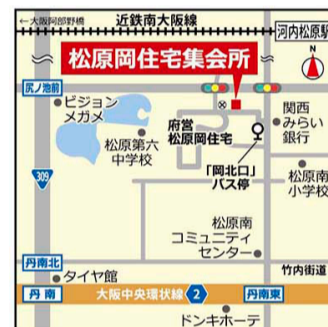 ←大阪阿部野橋
近鉄南大阪線
河内松原駅
松原岡住宅集会所
N
尻ノ池前
ビジョン
メガメ
松原第六
中学校
府営
松原岡住宅
関西
みらい
銀行
「岡北口」
バス停
松原南
小学校
309
松原南
コミュニティ
センター
丹南北
タイヤ館
竹内街道
丹南
大阪中央環状線
2
丹南東
ドンキホーテ